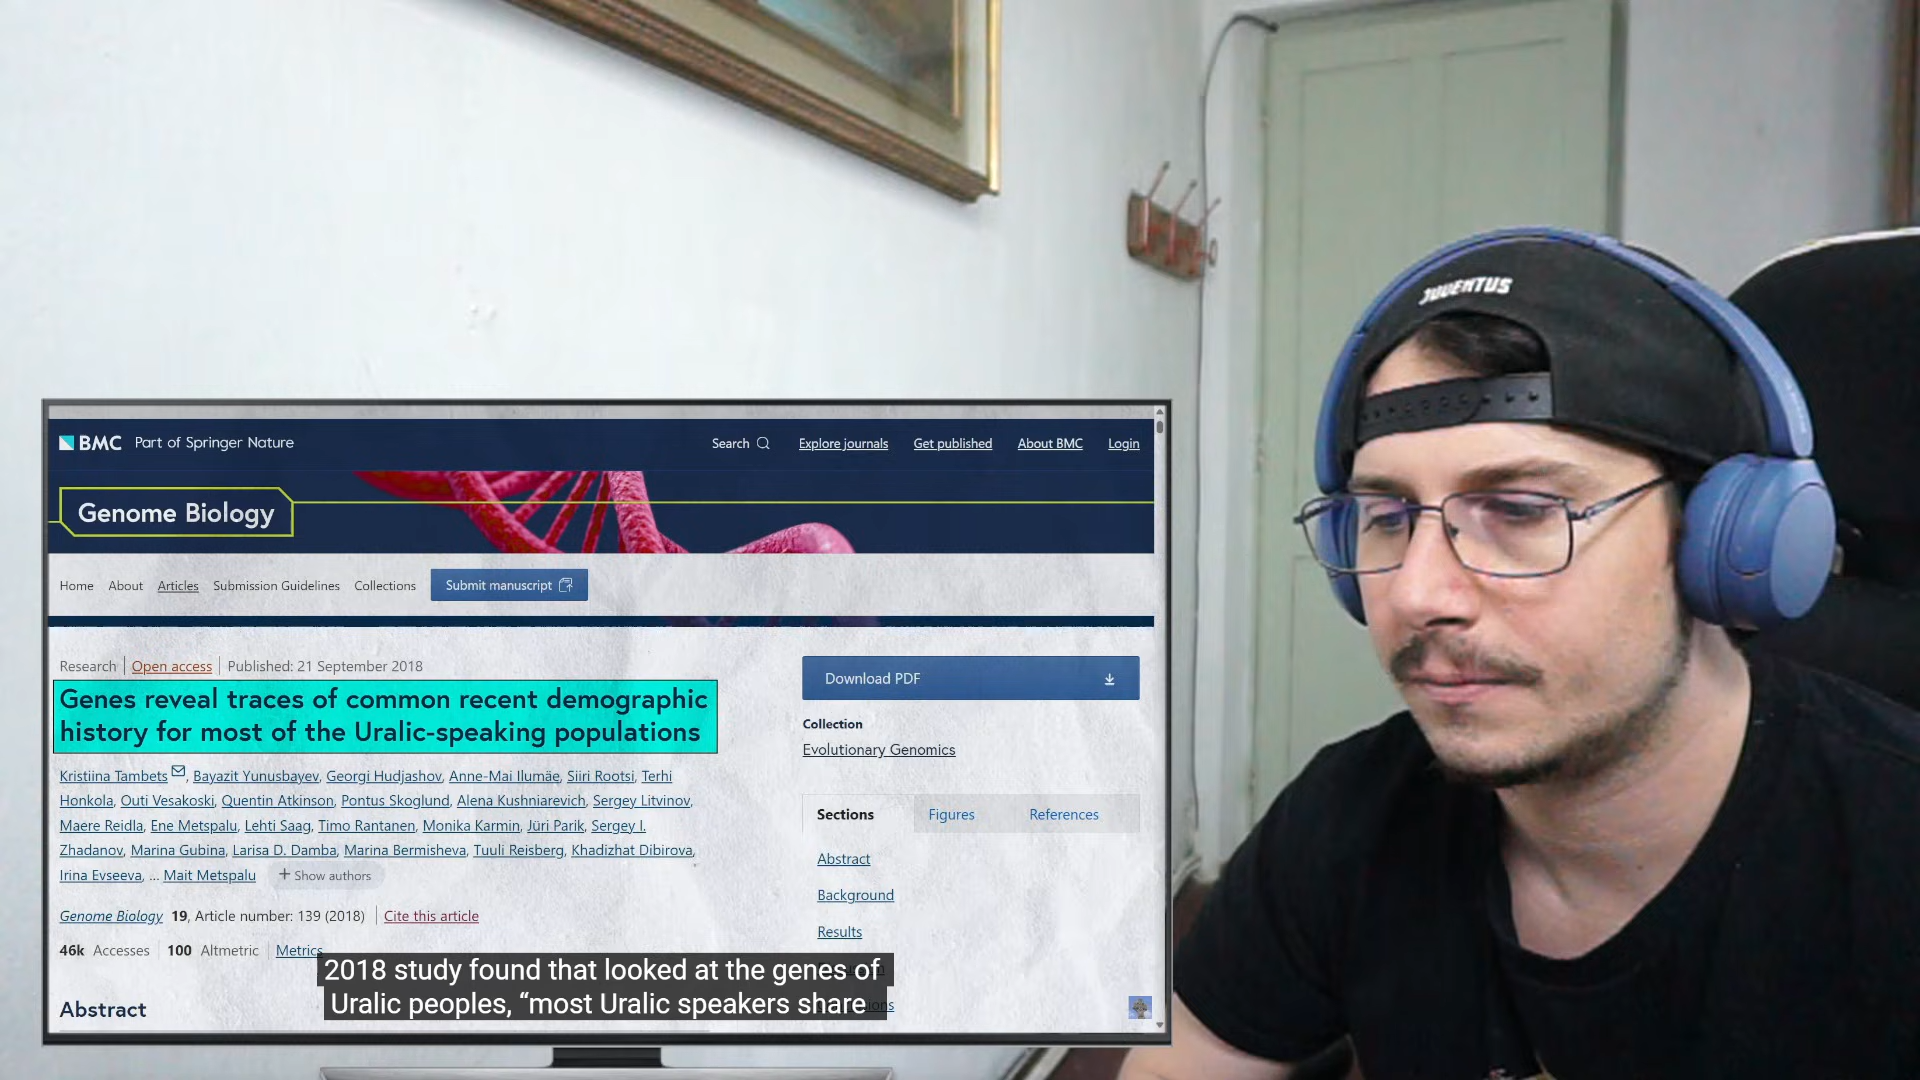 JUVENTUS
BMC Part of Springer Nature
Search Explore journals Get published About BMC Login
Genome Biology
Home About Articles Submission Guidelines Collections Submit manuscript
Research Open access Published: 21 September 2018
Genes reveal traces of common recent demographic
history for most of the Uralic-speaking populations
Kristiina Tambets, Bayazit Yunusbayev, Georgi Hudjashov, Anne-Mai Ilumäe, Siiri Rootsi, Terhi
Honkola, Outi Vesakoski, Quentin Atkinson, Pontus Skoglund, Alena Kushniarevich, Sergey Litvinov,
Maere Reidla, Ene Metspalu, Lehti Saag, Timo Rantanen, Monika Karmin, Jüri Parik, Sergey I.
Zhadanov, Marina Gubina, Larisa D. Damba, Marina Bermisheva, Tuuli Reisberg, Khadizhat Dibirova,
Irina Evseeva, ... Mait Metspalu + Show authors
Genome Biology 19, Article number: 139 (2018) Cite this article
46k Accesses 100 Altmetric Metrics
Abstract
Download PDF
Collection
Evolutionary Genomics
Sections Figures References
Abstract
Background
Results
2018 study found that looked at the genes of
Uralic peoples, “most Uralic speakers share